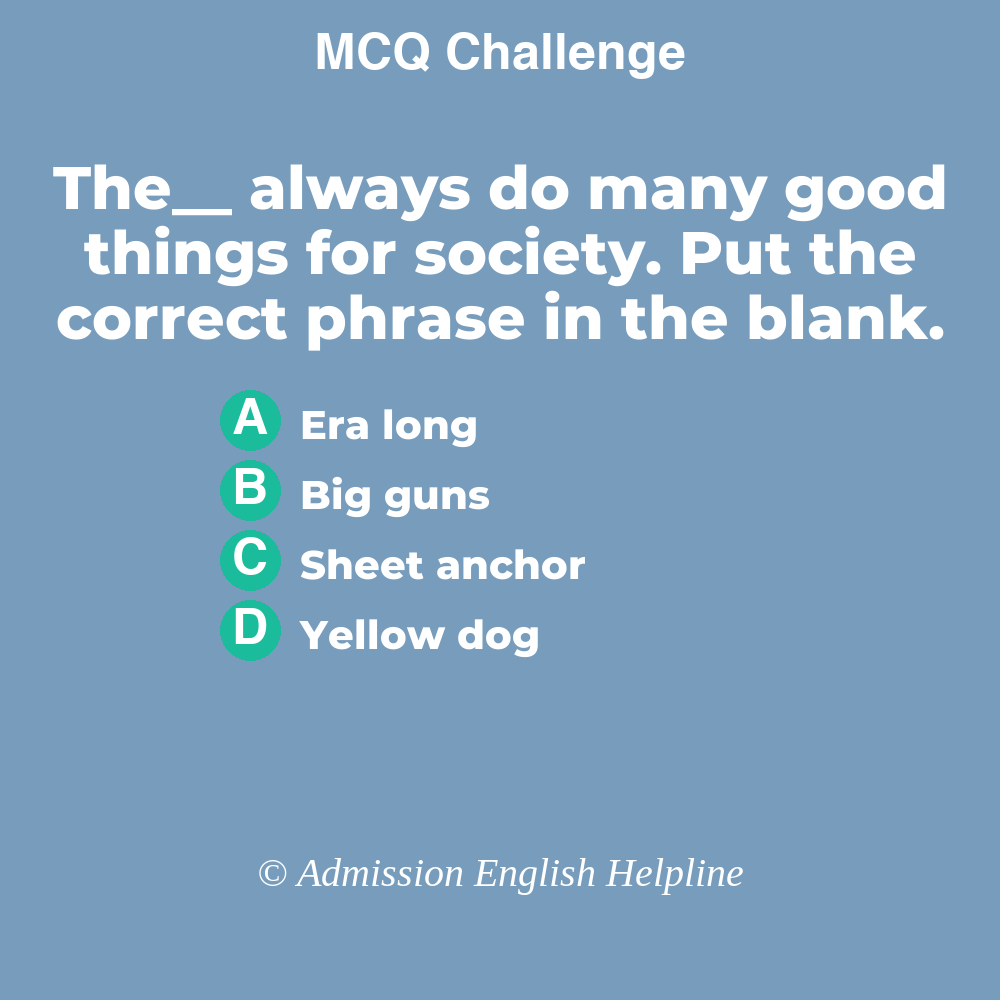 MCQ Challenge
The__ always do many good
things for society. Put the
correct phrase in the blank.
A Era long
B Big guns
C Sheet anchor
D Yellow dog
© Admission English Helpline